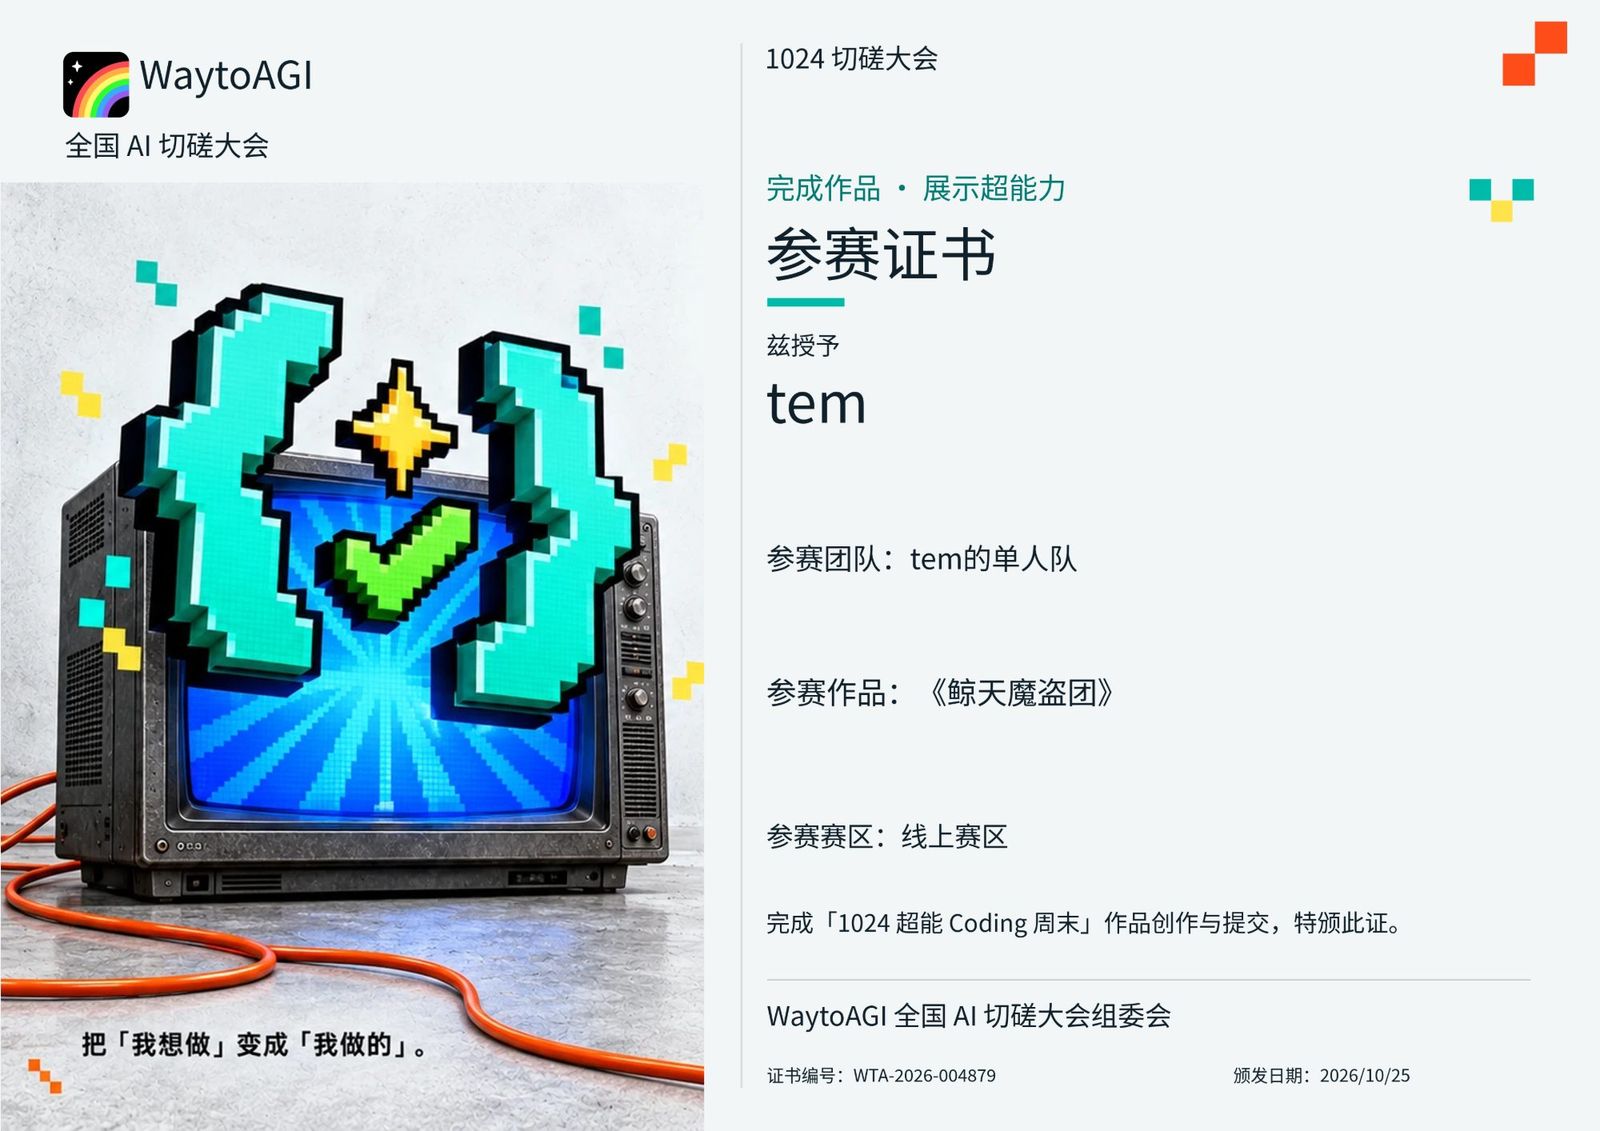 WaytoAGI
全国 AI 切磋大会
把「我想做」变成「我做的」。
1024 切磋大会
完成作品 · 展示超能力
参赛证书
兹授予
tem
参赛团队：tem的单人队
参赛作品：《鲸天魔盗团》
参赛赛区：线上赛区
完成「1024 超能 Coding 周末」作品创作与提交，特颁此证。
WaytoAGI 全国 AI 切磋大会组委会
证书编号：WTA-2026-004879
颁发日期：2026/10/25